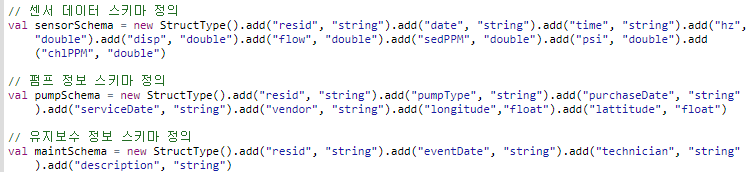 // 센서 데이터 스키마 정의
val sensorSchema = new StructType().add("resid", "string").add("date", "string").add("time", "string").add("hz",
"double").add("disp", "double").add("flow", "double").add("sedPPM", "double").add("psi", "double").add
("chlPPM", "double")
// 펌프 정보 스키마 정의
val pumpSchema = new StructType().add("resid", "string").add("pumpType", "string").add("purchaseDate", "string"
).add("serviceDate", "string").add("vendor", "string").add("longitude","float").add("lattitude", "float")
// 유지보수 정보 스키마 정의
val maintSchema = new StructType().add("resid", "string").add("eventDate", "string").add("technician", "string"
).add("description", "string")